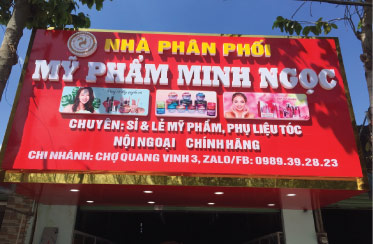 NHÀ PHÂN PHỐI
MỸ PHẨM MINH NGỌC
CHUYÊN: SỈ & LẺ MỸ PHẨM, PHỤ LIỆU TÓC
NỘI NGOẠI CHÍNH HÃNG
CHI NHÁNH: CHỢ QUANG VINH 3, ZALO/FB: 0989.39.28.23